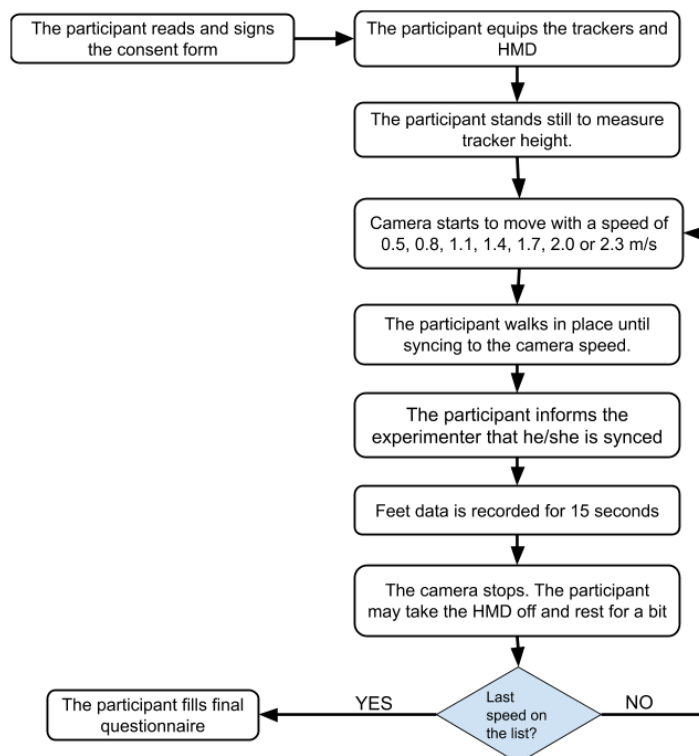 The participant reads and signs
the consent form
The participant equips the trackers and
HMD
The participant stands still to measure
tracker height.
Camera starts to move with a speed of
0.5, 0.8, 1.1, 1.4, 1.7, 2.0 or 2.3 m/s
The participant walks in place until
syncing to the camera speed.
The participant informs the
experimenter that he/she is synced
Feet data is recorded for 15 seconds
The camera stops. The participant
may take the HMD off and rest for a bit
Last
speed on
the list?
YES
NO
The participant fills final
questionnaire